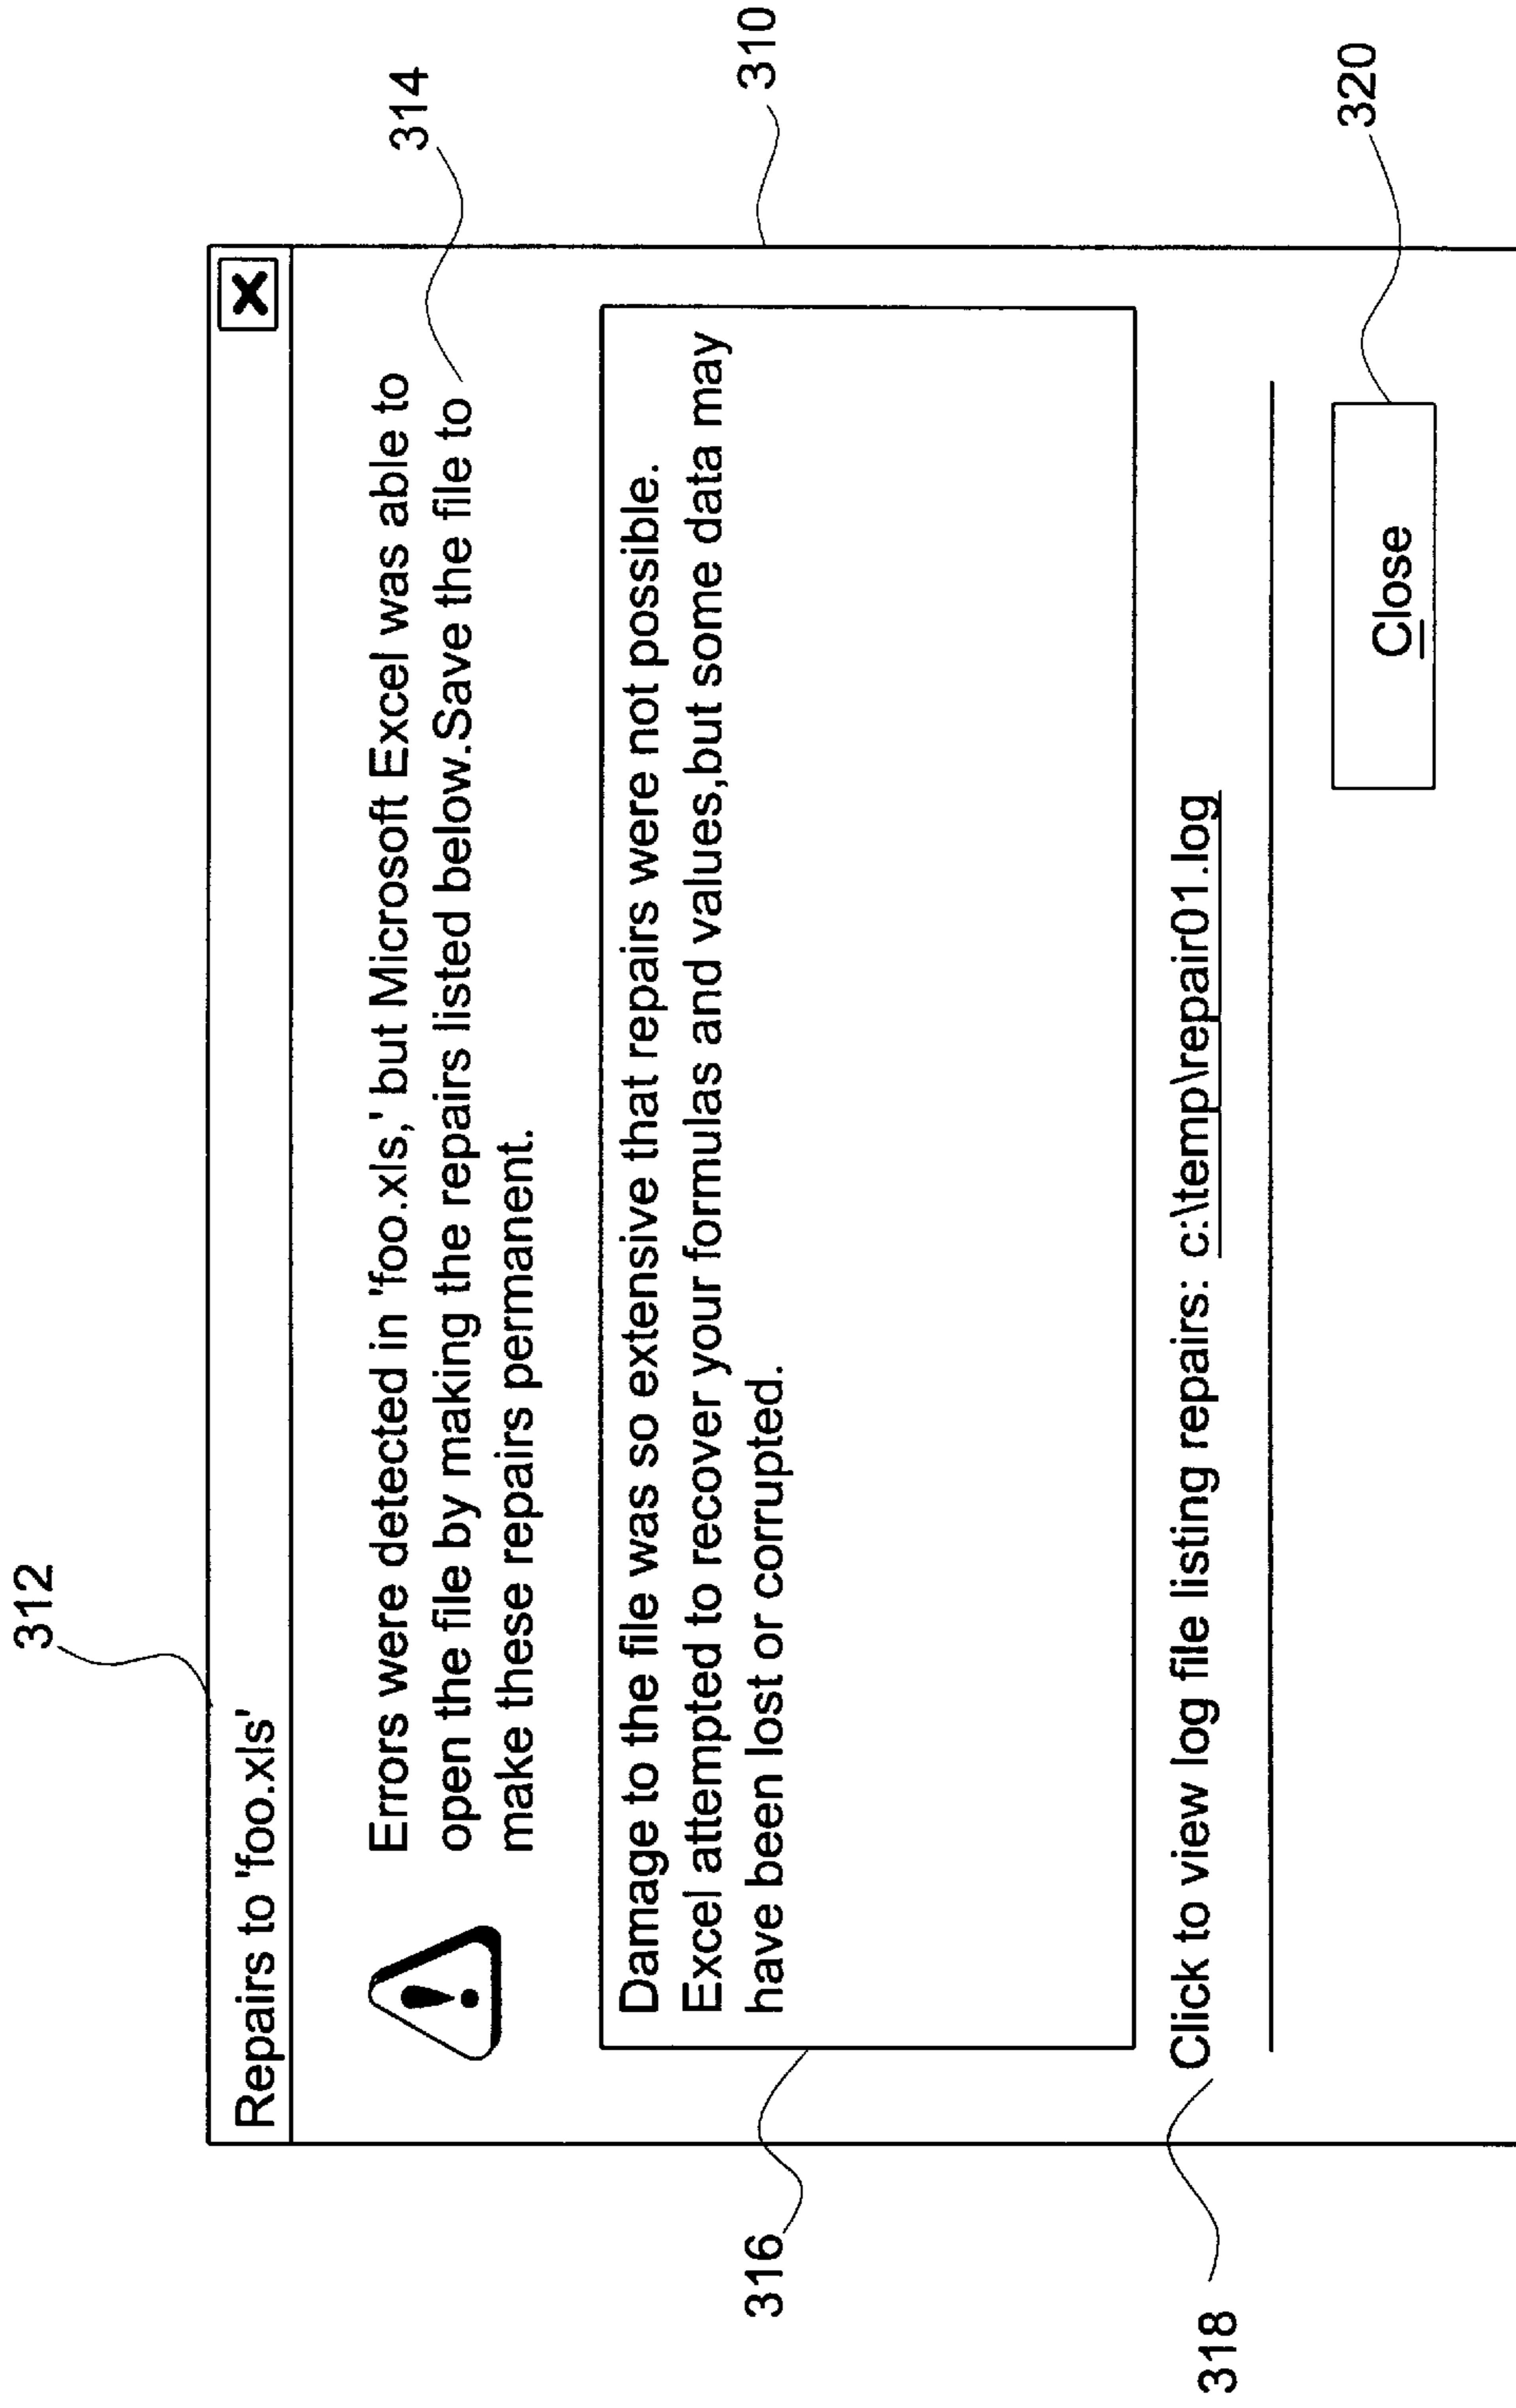 312
Repairs to 'foo.xls'
X
Errors were detected in 'foo.xls,' but Microsoft Excel was able to
open the file by making the repairs listed below.Save the file to
make these repairs permanent.
314
Damage to the file was so extensive that repairs were not possible.
Excel attempted to recover your formulas and values,but some data may
have been lost or corrupted.
316
310
Click to view log file listing repairs: c:\temp\repair01.log
318
Close
320